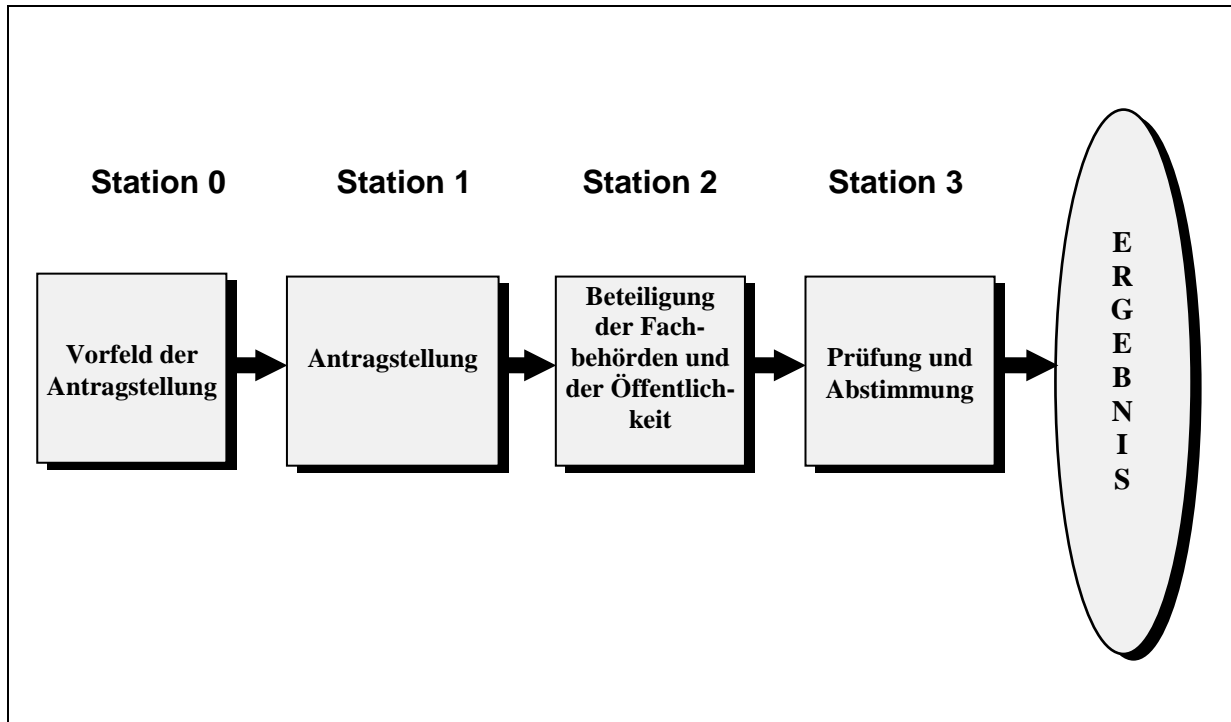 Station 0
Station 1
Station 2
Station 3
Vorfeld der
Antragstellung
Antragstellung
Beteiligung
der Fach-
behörden und
der Öffentlich-
keit
Prüfung und
Abstimmung
E
R
G
E
B
N
I
S